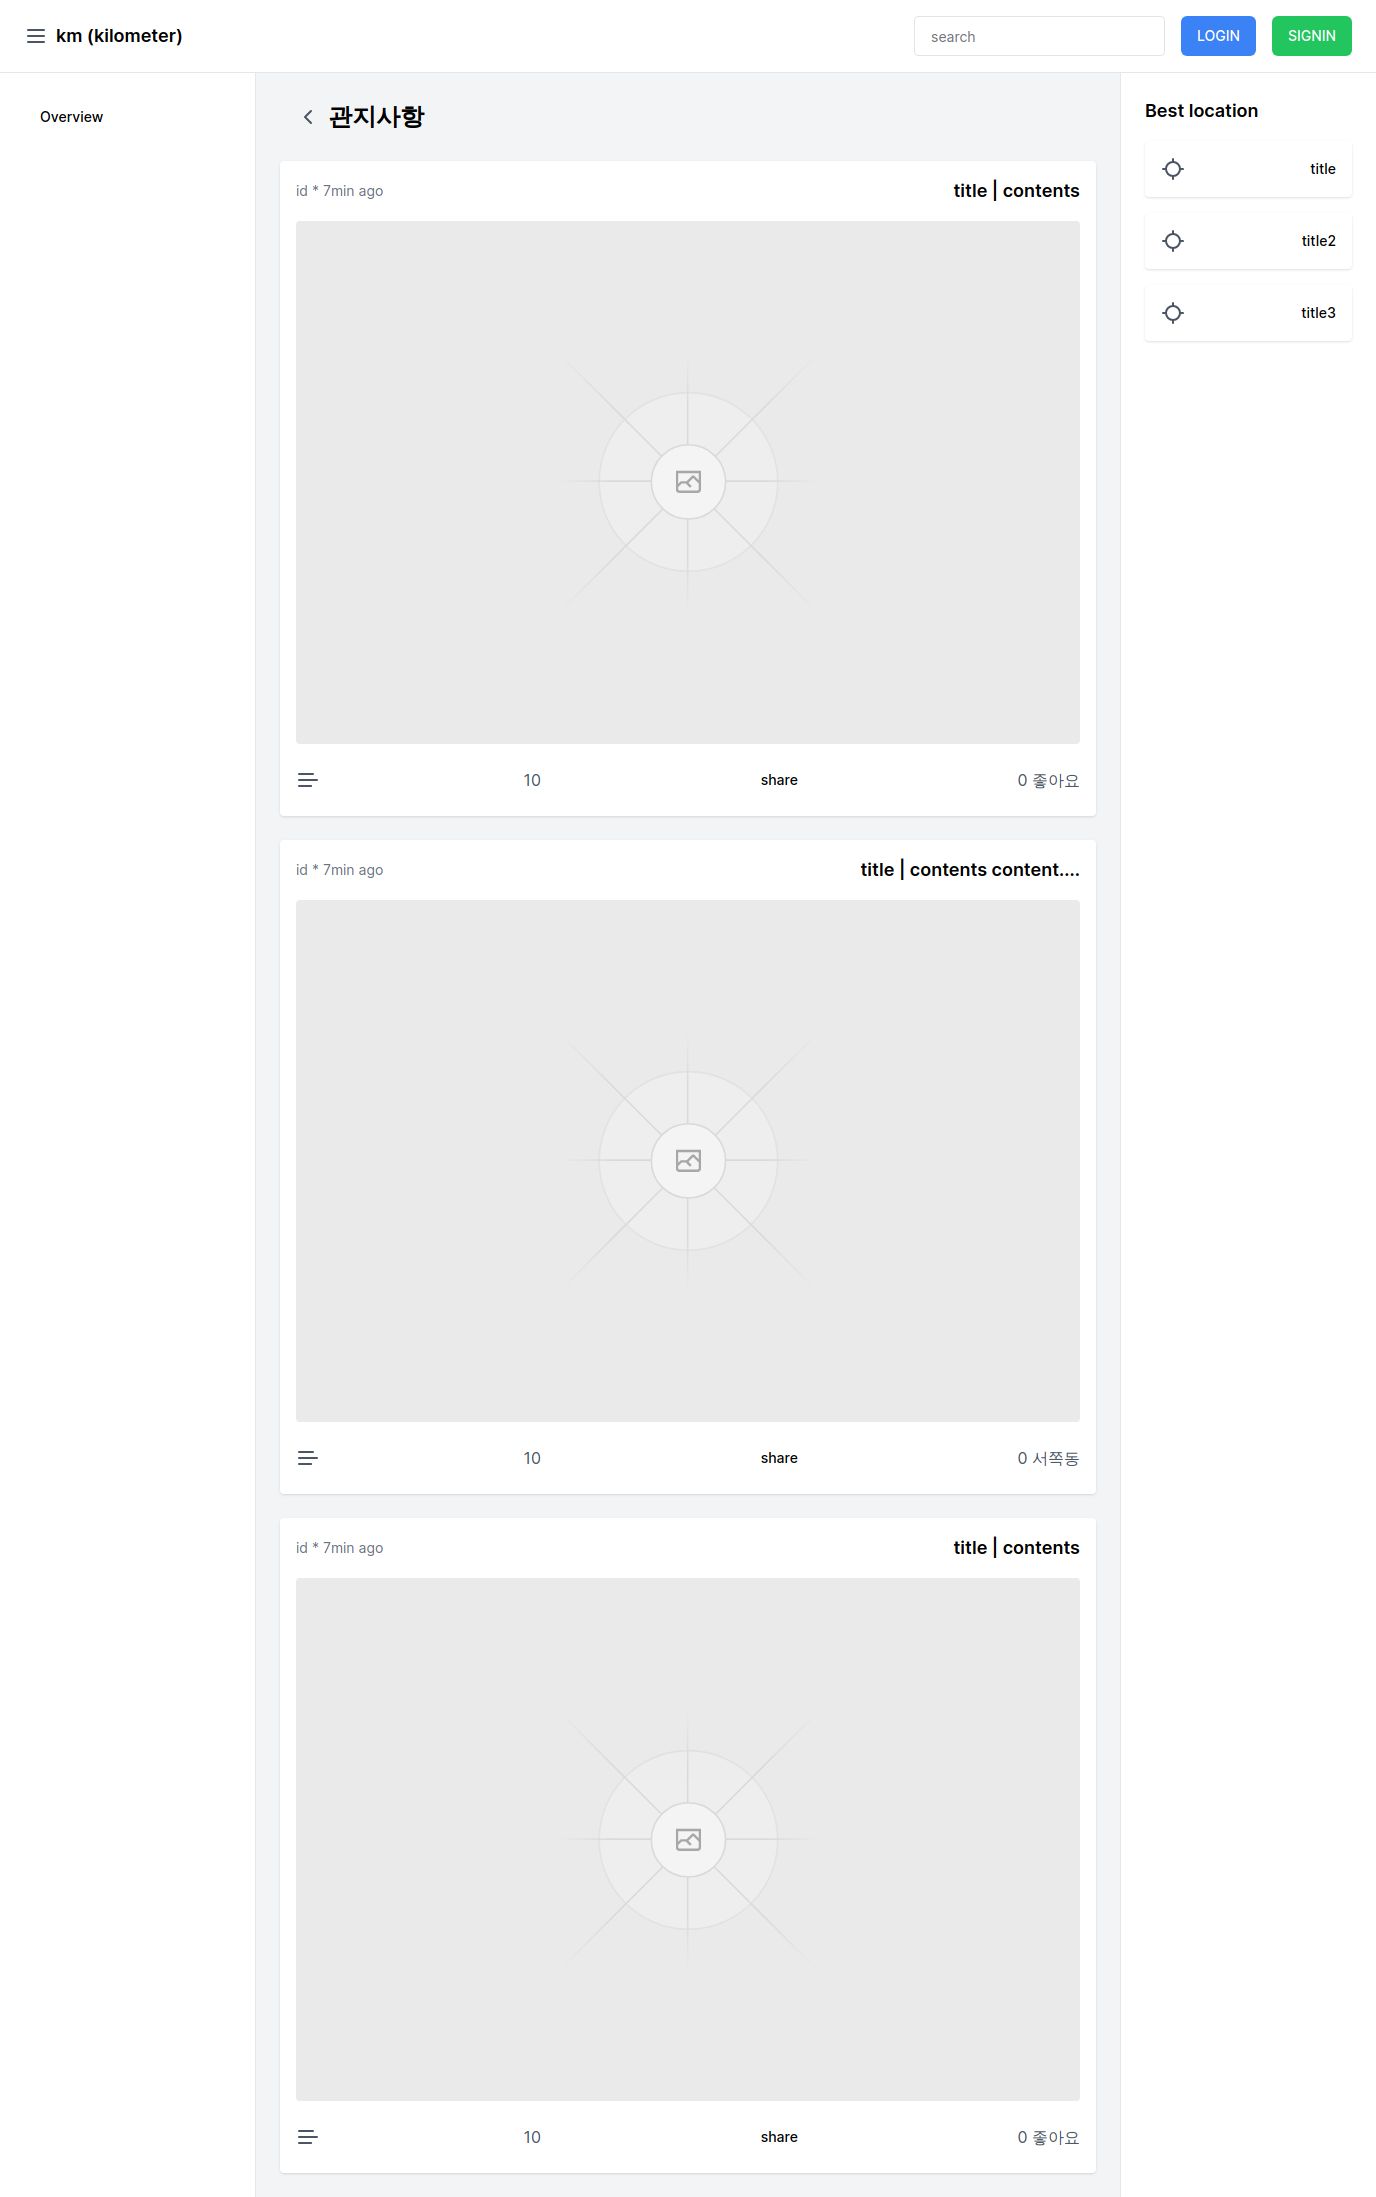 km (kilometer)
search
LOGIN
SIGNIN
Overview
관지사항
id * 7min ago
title | contents
10
share
0 좋아요
id * 7min ago
title | contents content....
10
share
0 서쪽동
id * 7min ago
title | contents
10
share
0 좋아요
Best location
title
title2
title3